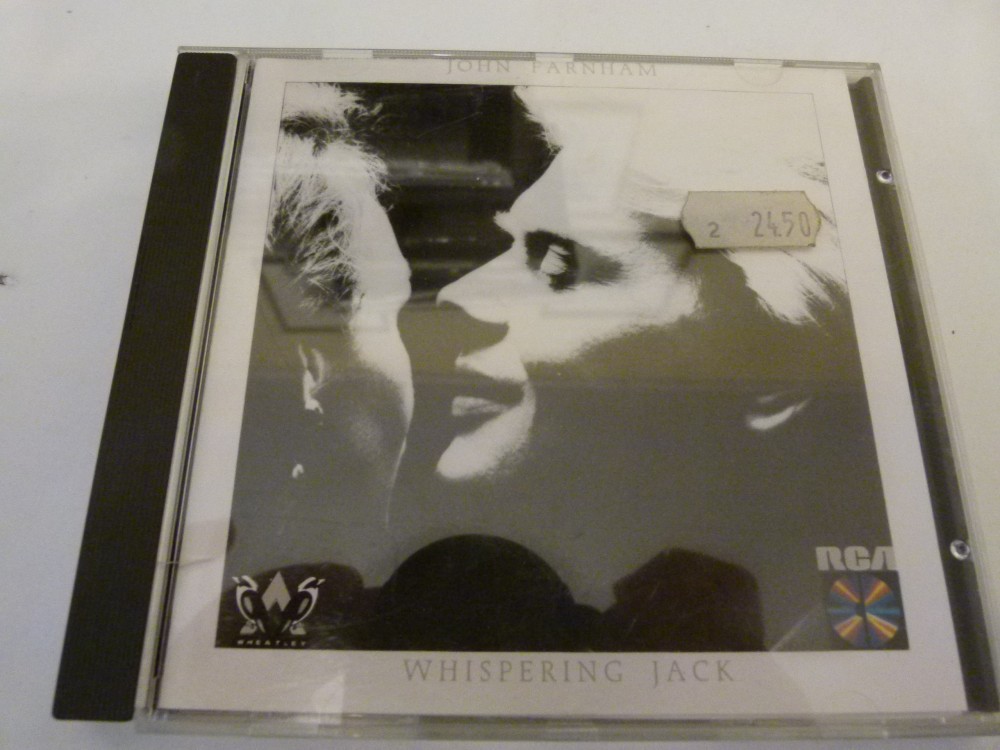 JOHN FARNHAM
2 24.50
RCA
WHEATLEY
WHISPERING JACK